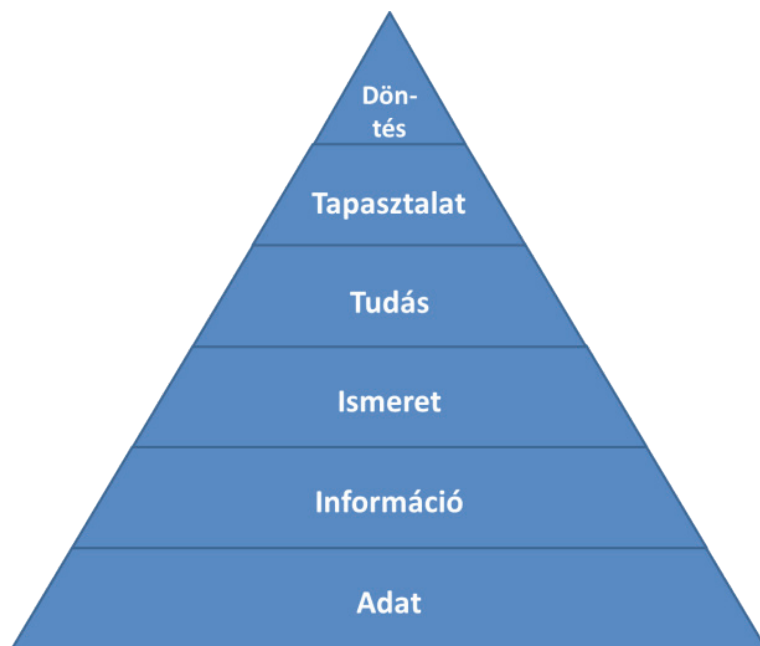 Dön-
tés
Tapasztalat
Tudás
Ismeret
Információ
Adat